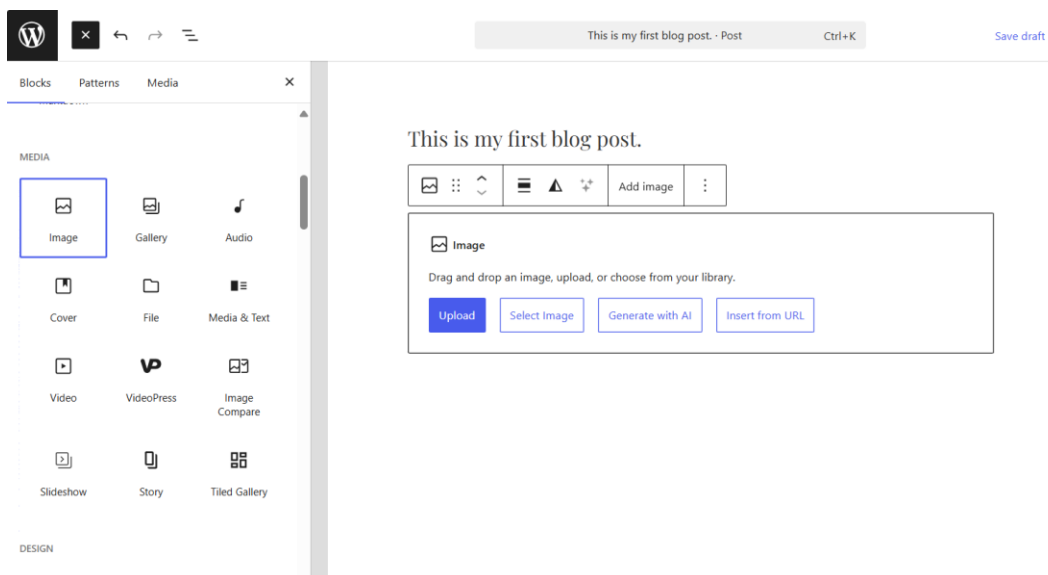 This is my first blog post. · Post Ctrl+K Save draft
Blocks Patterns Media
MEDIA
Image Gallery Audio
Cover File Media & Text
Video VideoPress Image
Compare
Slideshow Story Tiled Gallery
DESIGN
This is my first blog post.
Add image
Image
Drag and drop an image, upload, or choose from your library.
Upload Select Image Generate with AI Insert from URL